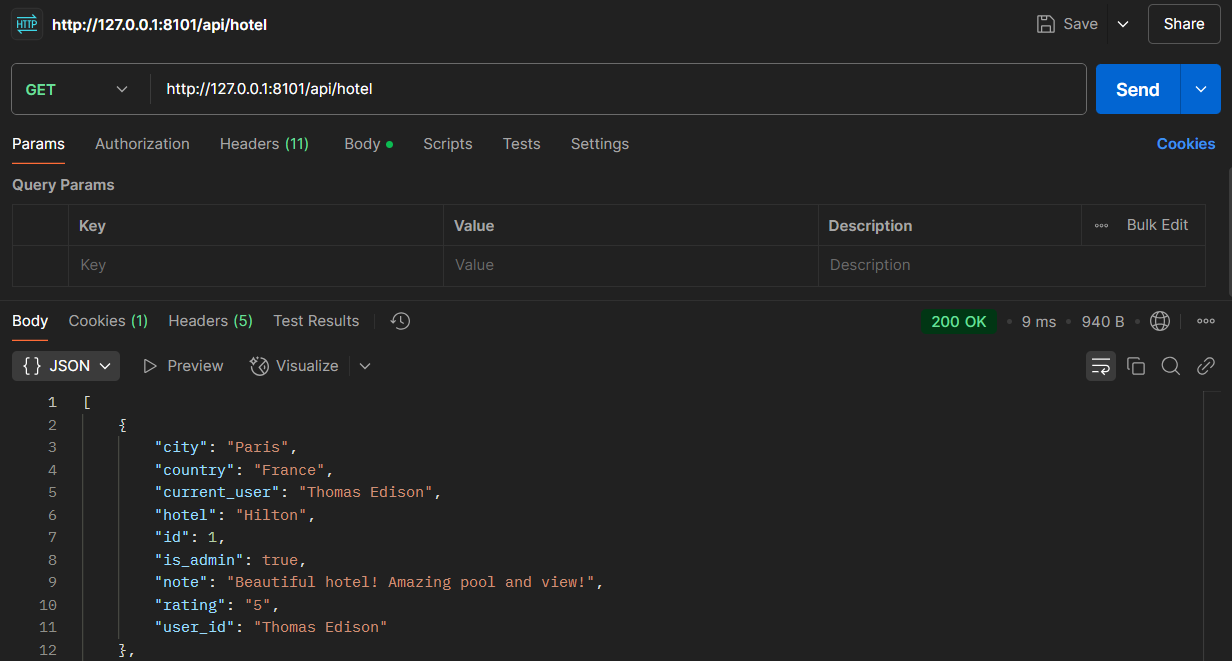 HTTP http://127.0.0.1:8101/api/hotel Save Share
GET http://127.0.0.1:8101/api/hotel Send
Params Authorization Headers (11) Body Scripts Tests Settings Cookies
Query Params
Key Value Description Bulk Edit
Key Value Description
Body Cookies (1) Headers (5) Test Results 200 OK 9 ms 940 B
{} JSON Preview Visualize
1 [
2 {
3 "city": "Paris",
4 "country": "France",
5 "current_user": "Thomas Edison",
6 "hotel": "Hilton",
7 "id": 1,
8 "is_admin": true,
9 "note": "Beautiful hotel! Amazing pool and view!",
10 "rating": "5",
11 "user_id": "Thomas Edison"
12 },